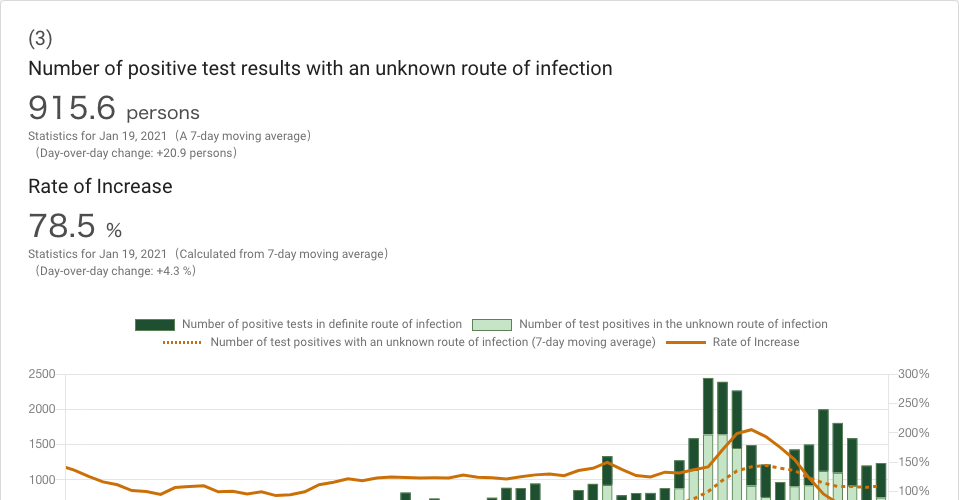 (3)
Number of positive test results with an unknown route of infection
915.6 persons
Statistics for Jan 19, 2021（A 7-day moving average）
（Day-over-day change: +20.9 persons）
Rate of Increase
78.5 %
Statistics for Jan 19, 2021（Calculated from 7-day moving average）
（Day-over-day change: +4.3 %）
Number of positive tests in definite route of infection Number of test positives in the unknown route of infection
Number of test positives with an unknown route of infection (7-day moving average) Rate of Increase
2500 300%
250%
2000
200%
1500
150%
1000
100%